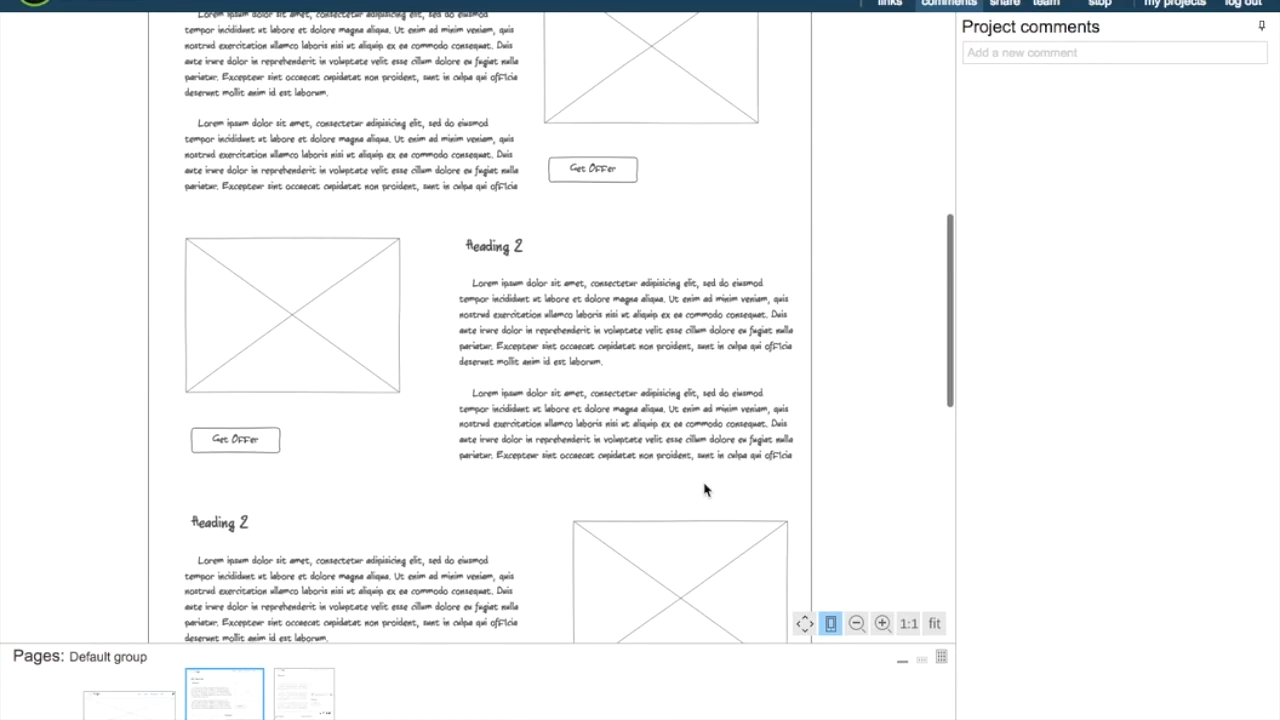 links comments share team stop my projects log out
Project comments
Add a new comment
Lorem ipsum dolor sit amet, consectetur adipisicing elit, sed do eiusmod
tempor incididunt ut labore et dolore magna aliqua. Ut enim ad minim veniam, quis
nostrud exercitation ullamco laboris nisi ut aliquip ex ea commodo consequat. Duis
aute irure dolor in reprehenderit in voluptate velit esse cillum dolore eu fugiat nulla
pariatur. Excepteur sint occaecat cupidatat non proident, sunt in culpa qui officia
deserunt mollit anim id est laborum.
Lorem ipsum dolor sit amet, consectetur adipisicing elit, sed do eiusmod
tempor incididunt ut labore et dolore magna aliqua. Ut enim ad minim veniam, quis
nostrud exercitation ullamco laboris nisi ut aliquip ex ea commodo consequat. Duis
aute irure dolor in reprehenderit in voluptate velit esse cillum dolore eu fugiat nulla
pariatur. Excepteur sint occaecat cupidatat non proident, sunt in culpa qui officia
Get Offer
Heading 2
Lorem ipsum dolor sit amet, consectetur adipisicing elit, sed do eiusmod
tempor incididunt ut labore et dolore magna aliqua. Ut enim ad minim veniam, quis
nostrud exercitation ullamco laboris nisi ut aliquip ex ea commodo consequat. Duis
aute irure dolor in reprehenderit in voluptate velit esse cillum dolore eu fugiat nulla
pariatur. Excepteur sint occaecat cupidatat non proident, sunt in culpa qui officia
deserunt mollit anim id est laborum.
Lorem ipsum dolor sit amet, consectetur adipisicing elit, sed do eiusmod
tempor incididunt ut labore et dolore magna aliqua. Ut enim ad minim veniam, quis
nostrud exercitation ullamco laboris nisi ut aliquip ex ea commodo consequat. Duis
aute irure dolor in reprehenderit in voluptate velit esse cillum dolore eu fugiat nulla
pariatur. Excepteur sint occaecat cupidatat non proident, sunt in culpa qui officia
Get Offer
Heading 2
Lorem ipsum dolor sit amet, consectetur adipisicing elit, sed do eiusmod
tempor incididunt ut labore et dolore magna aliqua. Ut enim ad minim veniam, quis
nostrud exercitation ullamco laboris nisi ut aliquip ex ea commodo consequat. Duis
aute irure dolor in reprehenderit in voluptate velit esse cillum dolore eu fugiat nulla
pariatur. Excepteur sint occaecat cupidatat non proident, sunt in culpa qui officia
deserunt mollit anim id est laborum.
1:1 fit
Pages: Default group